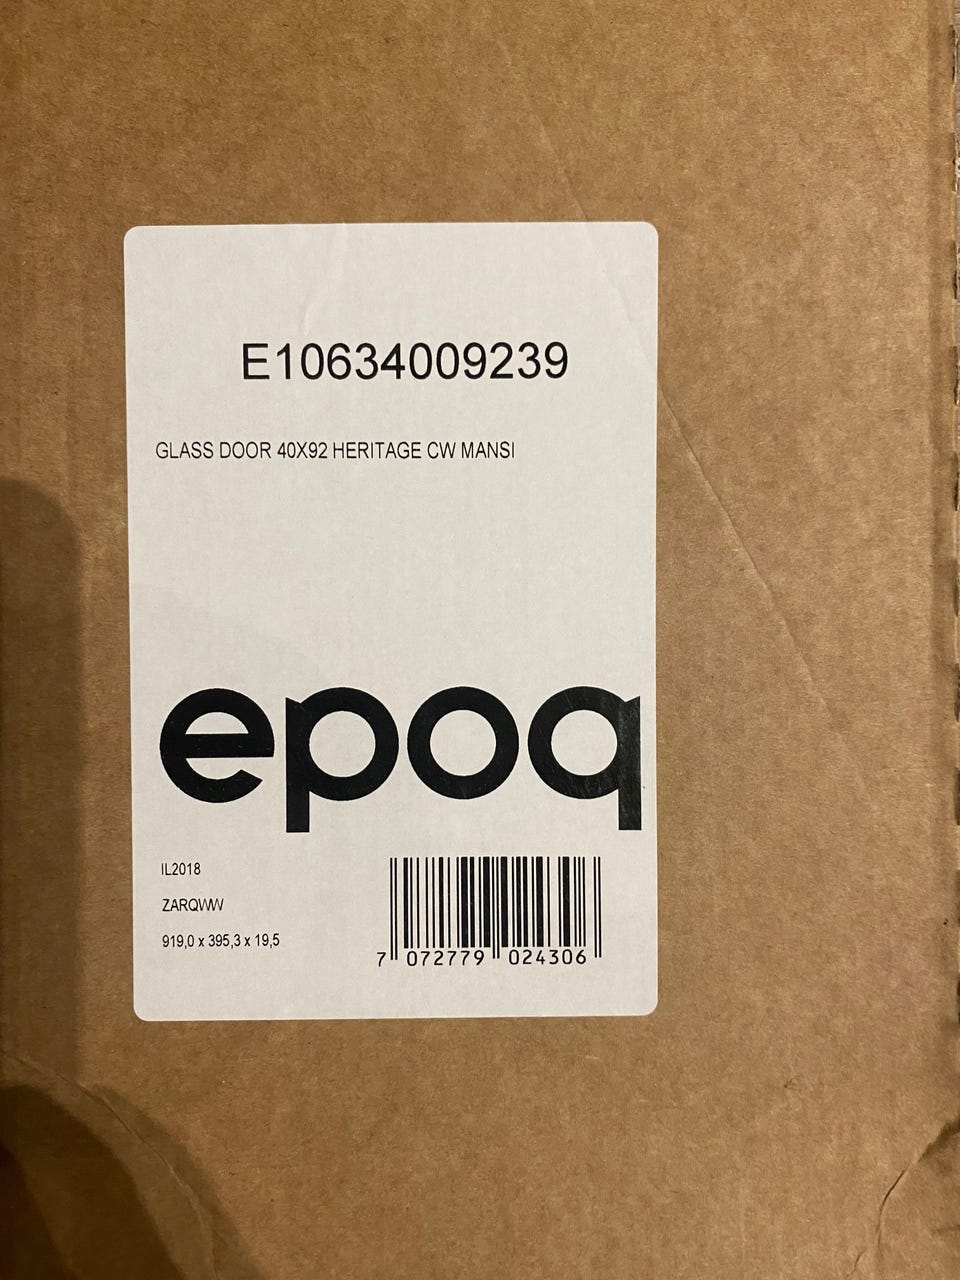 E10634009239
GLASS DOOR 40X92 HERITAGE CW MANSI
epoq
IL2018
ZARQWW
919,0 x 395,3 x 19,5
7 072779 024306